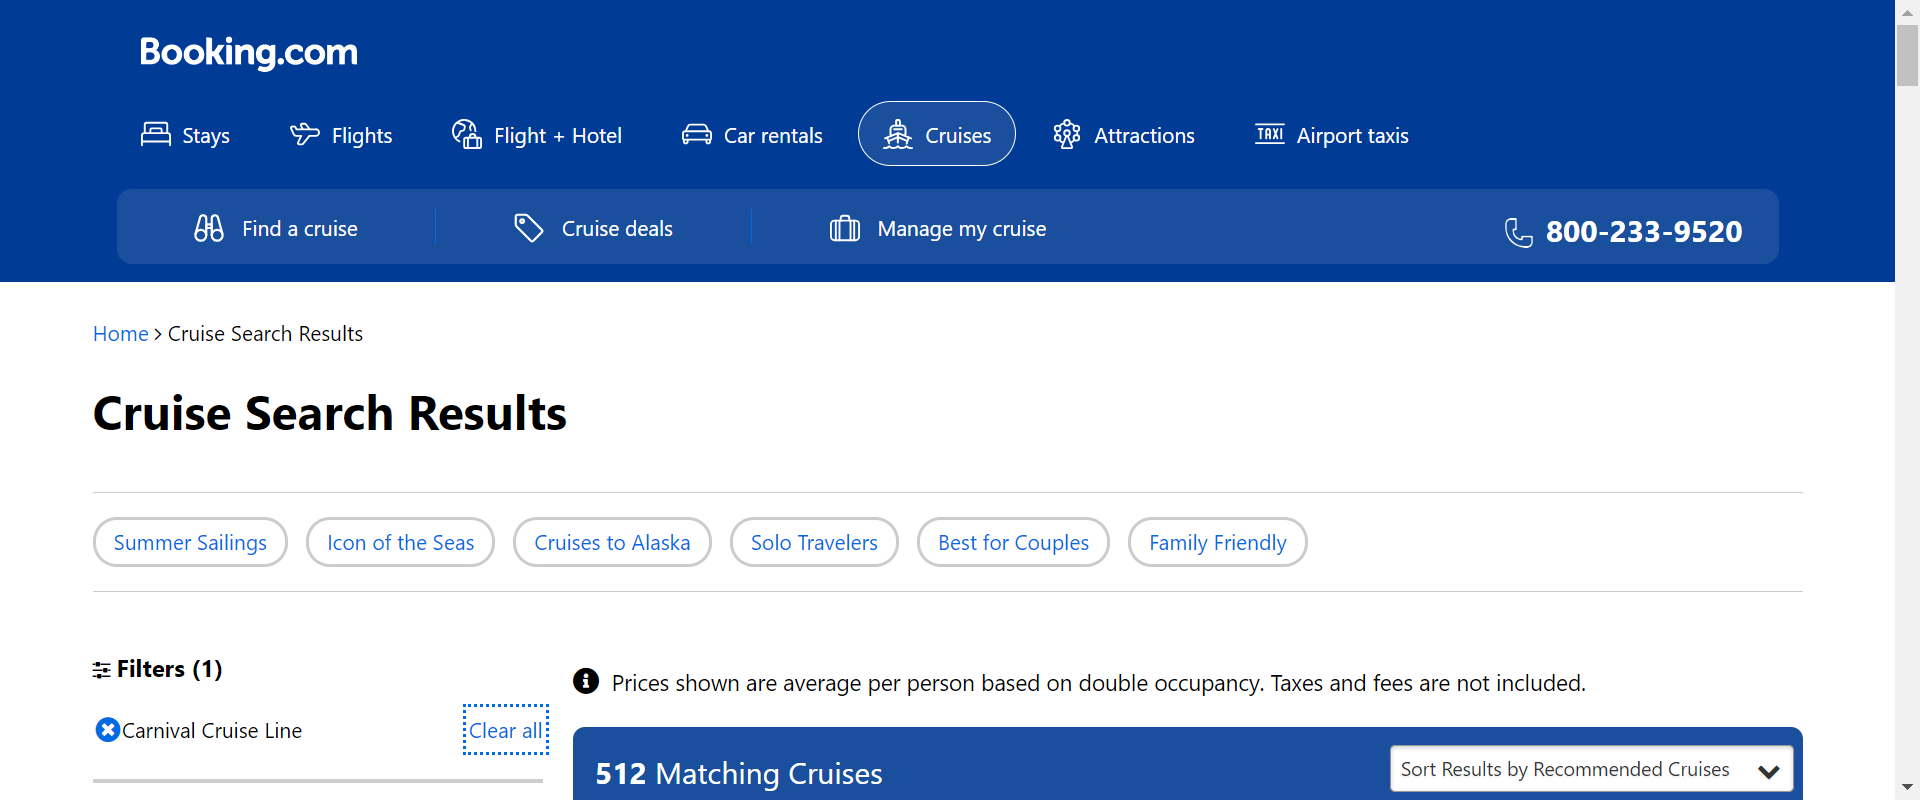 Booking.com
Stays
Flights
Flight + Hotel
Car rentals
Cruises
Attractions
TAXI
Airport taxis
Find a cruise
Cruise deals
Manage my cruise
800-233-9520
Home > Cruise Search Results
Cruise Search Results
Summer Sailings
Icon of the Seas
Cruises to Alaska
Solo Travelers
Best for Couples
Family Friendly
Filters (1)
Carnival Cruise Line
Clear all
Prices shown are average per person based on double occupancy. Taxes and fees are not included.
512 Matching Cruises
Sort Results by Recommended Cruises